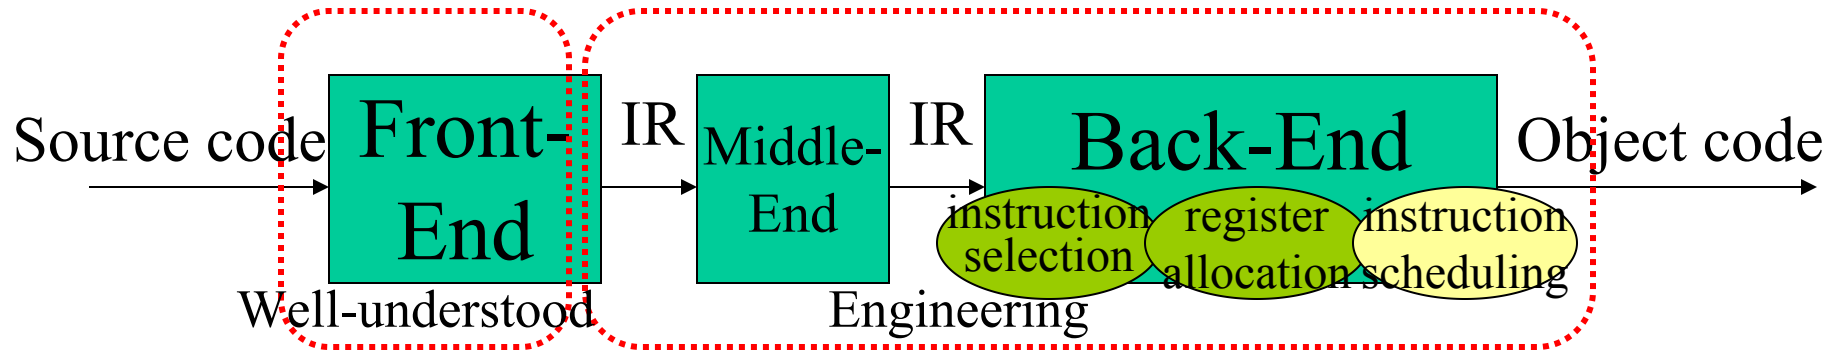 Source code
Front-
End
IR
Middle-
End
IR
Back-End
instruction
selection
register
allocation
instruction
scheduling
Object code
Well-understood
Engineering